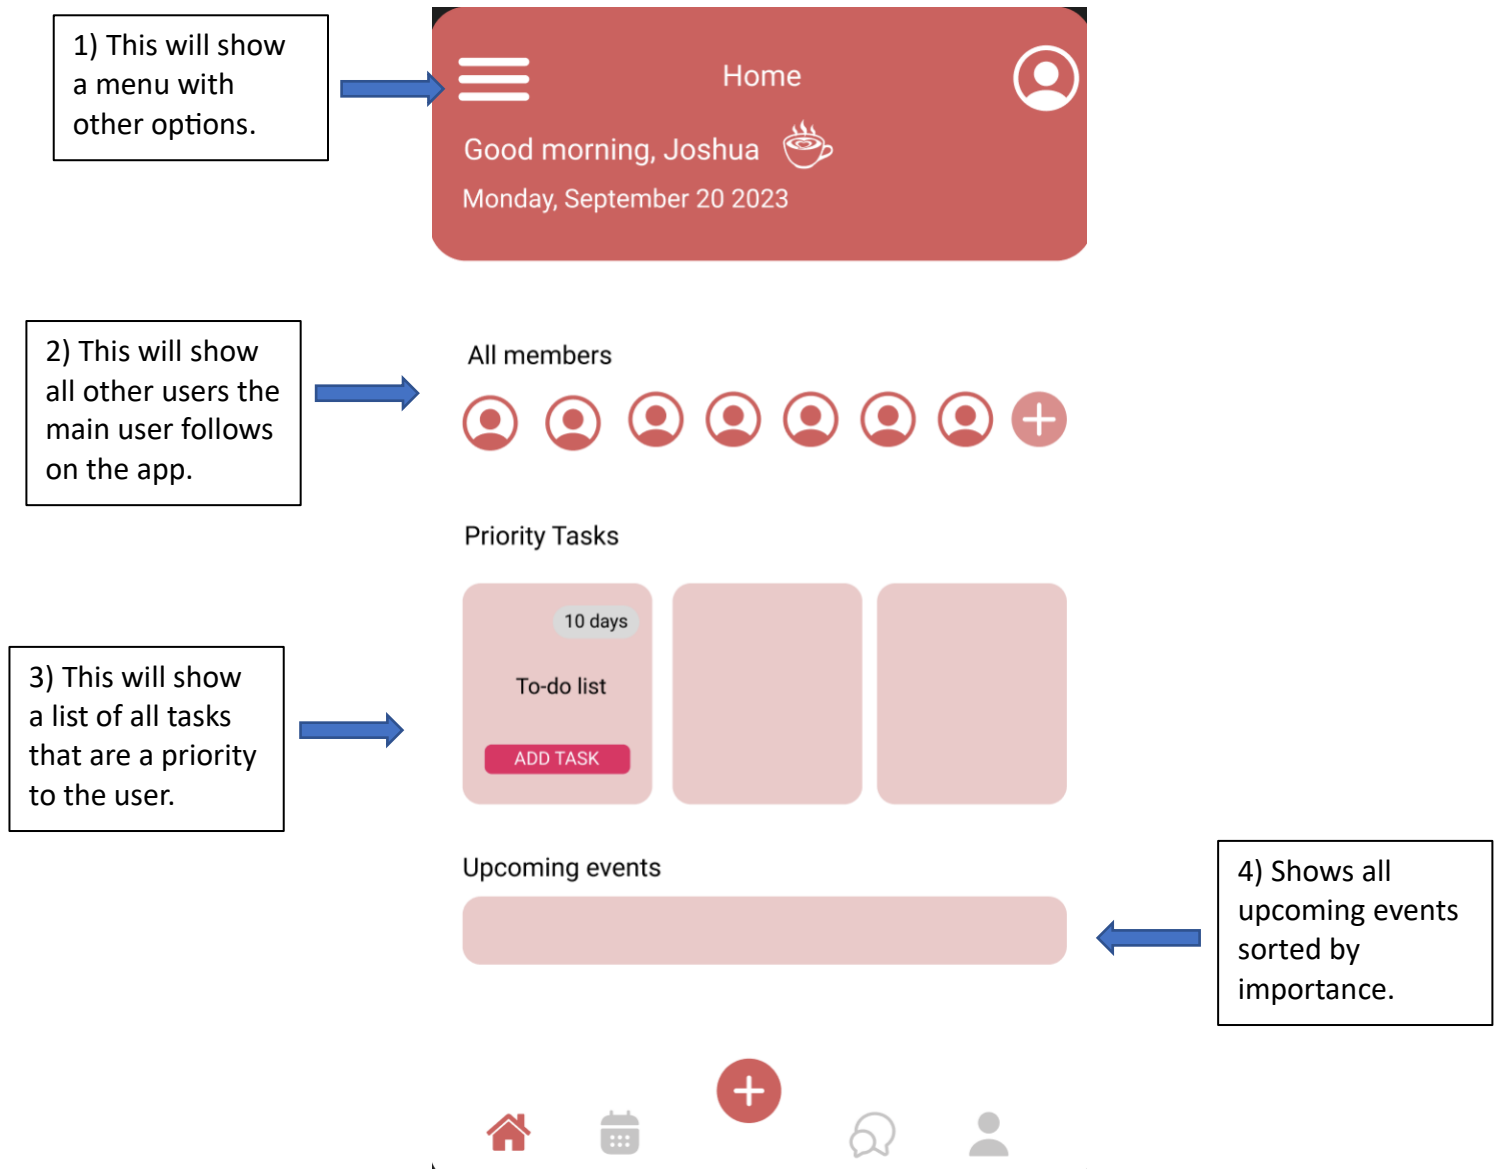 1) This will show
a menu with
other options.
Home
Good morning, Joshua
Monday, September 20 2023
2) This will show
all other users the
main user follows
on the app.
All members
Priority Tasks
3) This will show
a list of all tasks
that are a priority
to the user.
10 days
To-do list
ADD TASK
Upcoming events
4) Shows all
upcoming events
sorted by
importance.